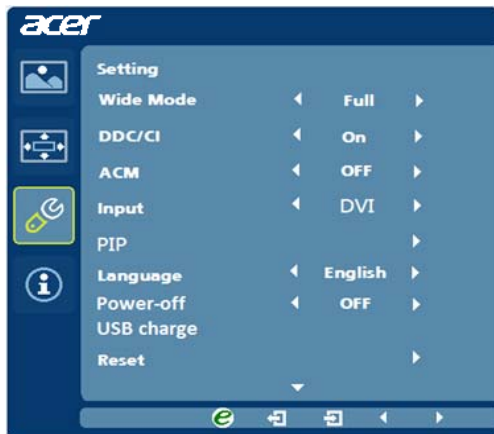 acer
Setting
Wide Mode Full
DDC/CI On
ACM OFF
Input DVI
PIP
Language English
Power-off OFF
USB charge
Reset
e